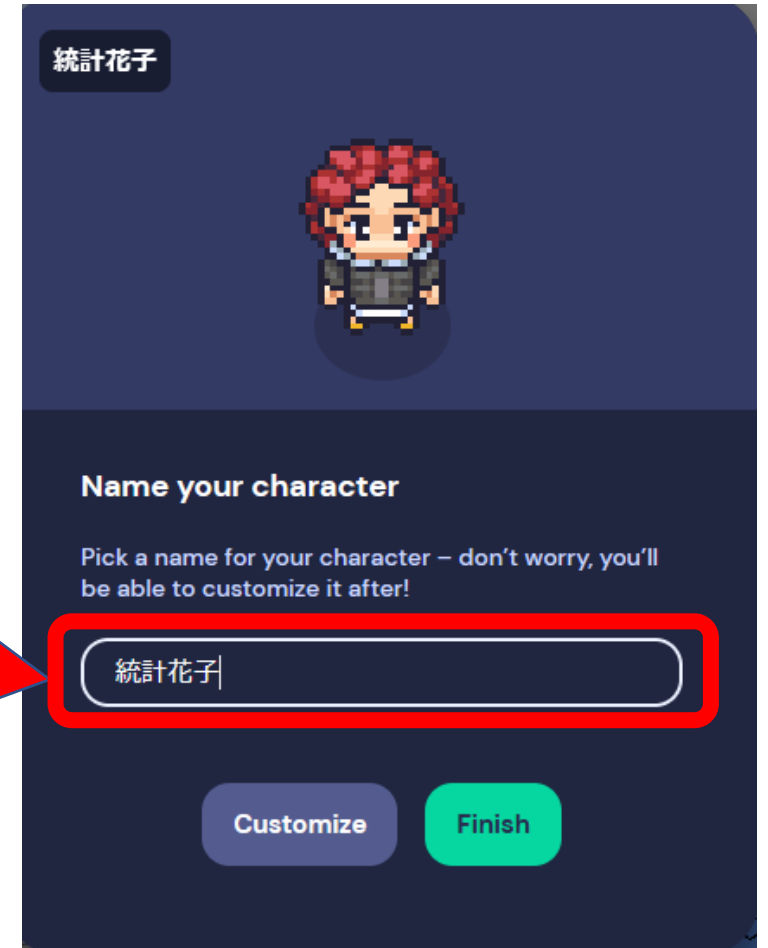 統計花子
Name your character
Pick a name for your character – don’t worry, you’ll
be able to customize it after!
統計花子
Customize
Finish